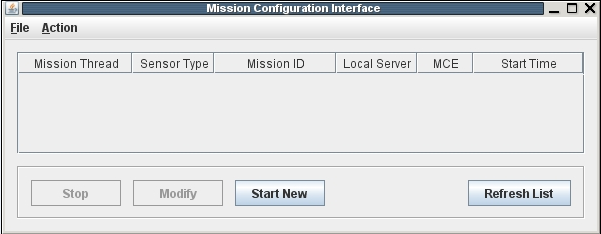 Mission Configuration Interface
File Action
Mission Thread Sensor Type Mission ID Local Server MCE Start Time
Stop Modify Start New Refresh List